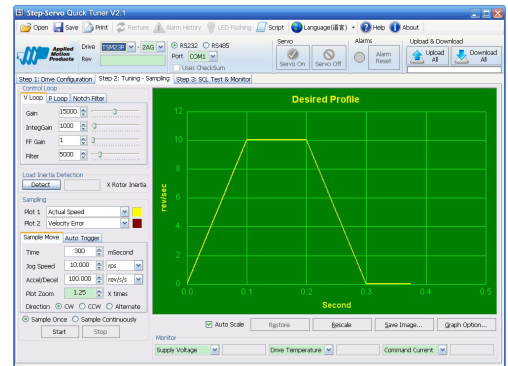 Step-Servo Quick Tuner V2.1
Open Save Print Restore Alarm History LED Flashing Script Language(語言) Help About
Applied Motion Products
Drive TSM23P - 2AG
Rev
RS232 RS485
Port COM1
Uses CheckSum
Servo
Servo On Servo Off
Alarms
Alarm Reset
Upload & Download
Upload All Download All
Step 1: Drive Configuration Step 2: Tuning - Sampling Step 3: SCL Test & Monitor
Control Loop
V Loop P Loop Notch Filter
Gain 15000
IntegGain 1000
FF Gain 1
Filter 5000
Load Inertia Detection
Detect X Rotor Inertia
Sampling
Plot 1 Actual Speed
Plot 2 Velocity Error
Sample Move Auto Trigger
Time 300 mSecond
Jog Speed 10.000 rps
Accel/Decel 100.000 rev/s/s
Plot Zoom 1.25 X times
Direction CW CCW Alternate
Sample Once Sample Continuously
Start Stop
Desired Profile
rev/sec
12
10
8
6
4
2
0
0.0 0.1 0.2 0.3 0.4 0.5
Second
Auto Scale Restore Rescale Save Image... Graph Option...
Monitor
Supply Voltage Drive Temperature Command Current